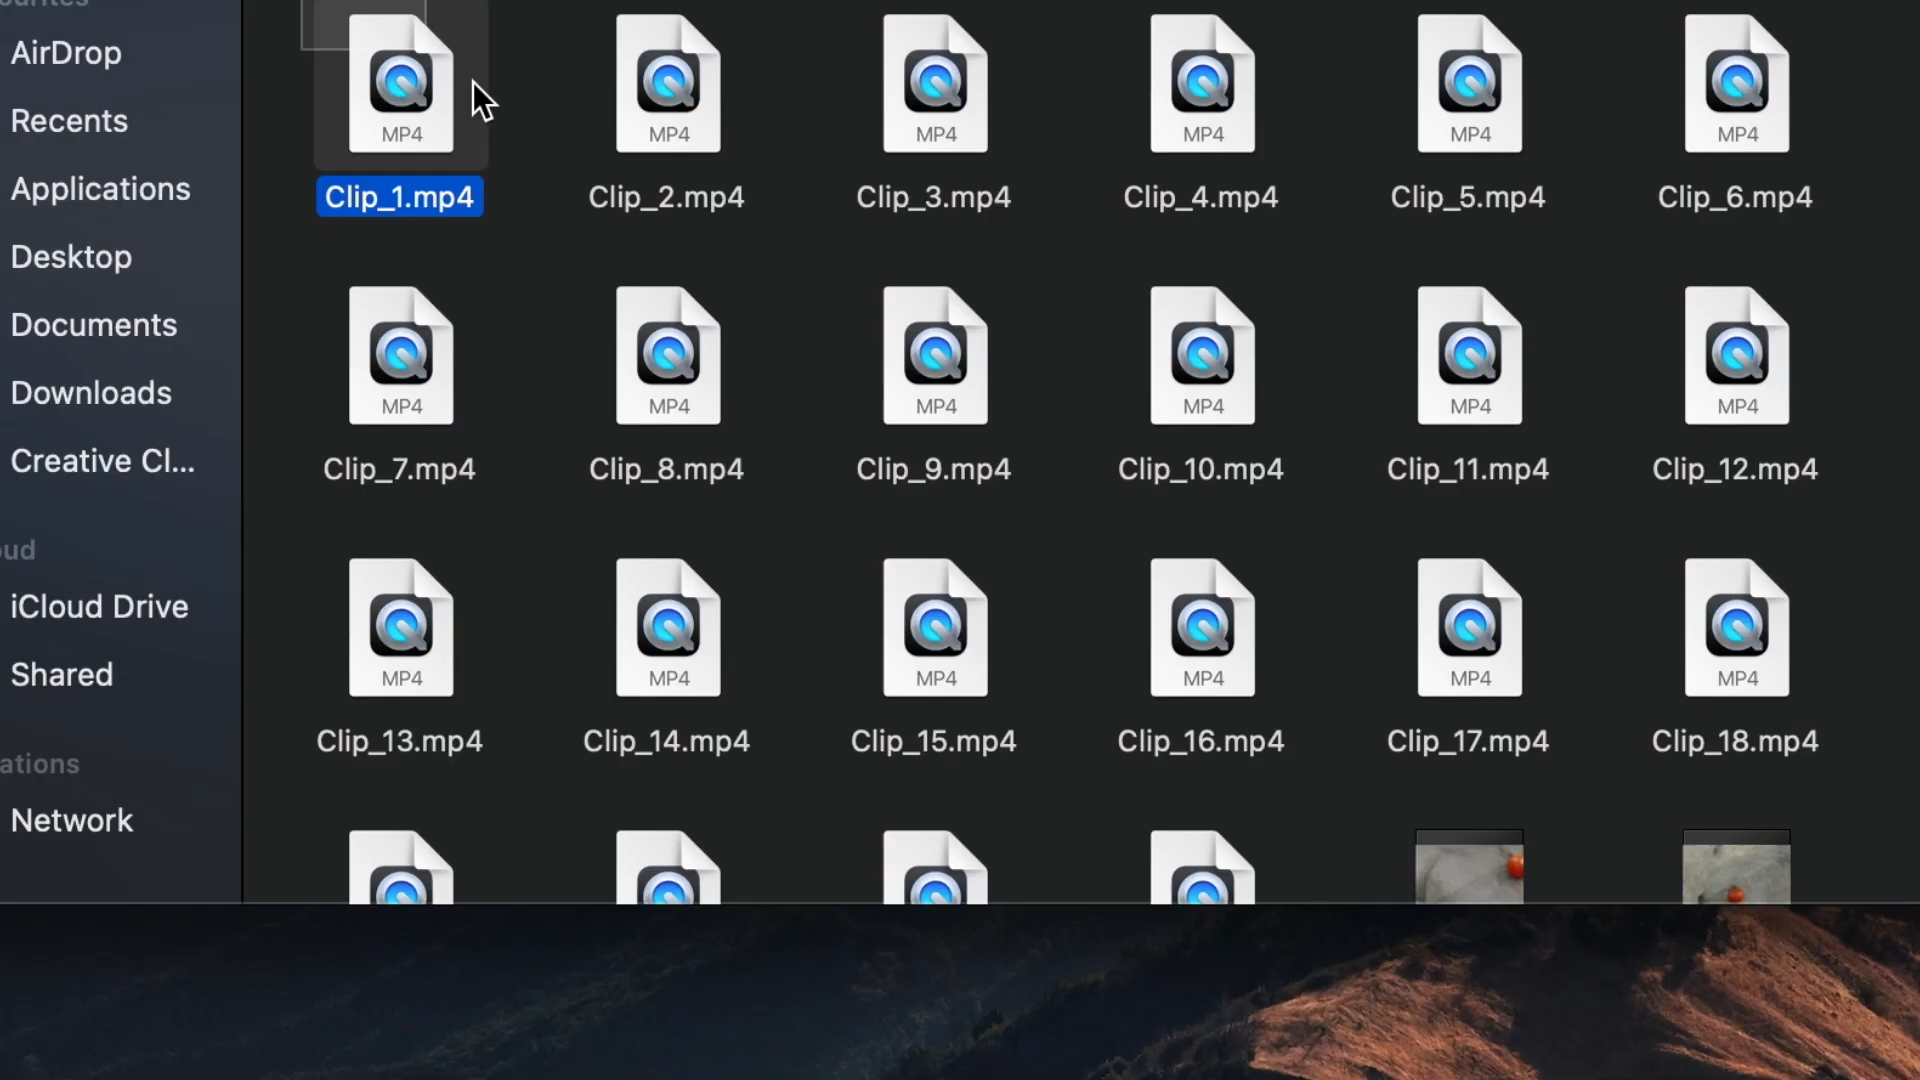 AirDrop
Recents
Applications
Desktop
Documents
Downloads
Creative Cl...
oud
iCloud Drive
Shared
ations
Network
MP4 MP4 MP4 MP4 MP4 MP4
Clip_1.mp4 Clip_2.mp4 Clip_3.mp4 Clip_4.mp4 Clip_5.mp4 Clip_6.mp4
MP4 MP4 MP4 MP4 MP4 MP4
Clip_7.mp4 Clip_8.mp4 Clip_9.mp4 Clip_10.mp4 Clip_11.mp4 Clip_12.mp4
MP4 MP4 MP4 MP4 MP4 MP4
Clip_13.mp4 Clip_14.mp4 Clip_15.mp4 Clip_16.mp4 Clip_17.mp4 Clip_18.mp4